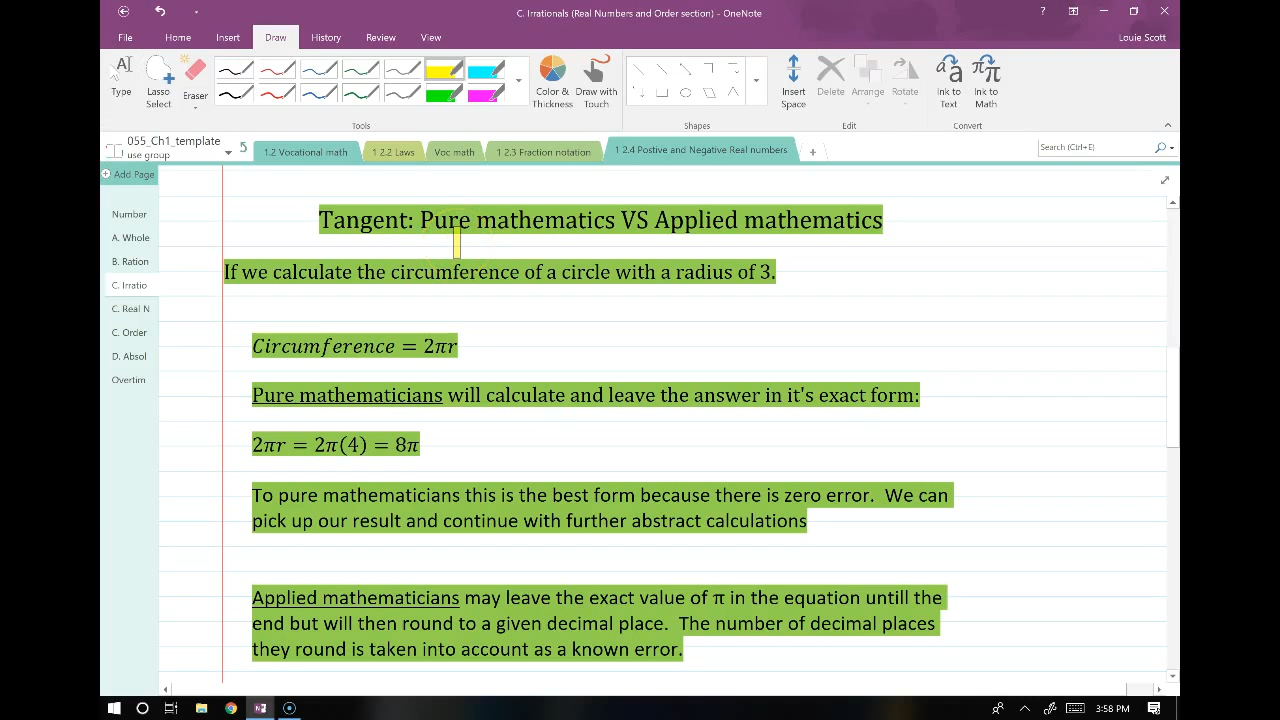 C. Irrationals (Real Numbers and Order section) - OneNote
?
File Home Insert Draw History Review View
Louie Scott
Type
Lasso Select
Eraser
Color & Thickness
Draw with Touch
Insert Space
Delete
Arrange
Rotate
Ink to Text
Ink to Math
Tools
Shapes
Edit
Convert
055_Ch1_template
use group
1.2 Vocational math
1.2.2 Laws
Voc math
1.2.3 Fraction notation
1 2.4 Postive and Negative Real numbers
+
Search (Ctrl+E)
Add Page
Number
A. Whole
B. Ration
C. Irratio
C. Real N
C. Order
D. Absol
Overtim
Tangent: Pure mathematics VS Applied mathematics
If we calculate the circumference of a circle with a radius of 3.
Circumference = 2πr
Pure mathematicians will calculate and leave the answer in it's exact form:
2πr = 2π(4) = 8π
To pure mathematicians this is the best form because there is zero error. We can
pick up our result and continue with further abstract calculations
Applied mathematicians may leave the exact value of π in the equation untill the
end but will then round to a given decimal place. The number of decimal places
they round is taken into account as a known error.
3:58 PM